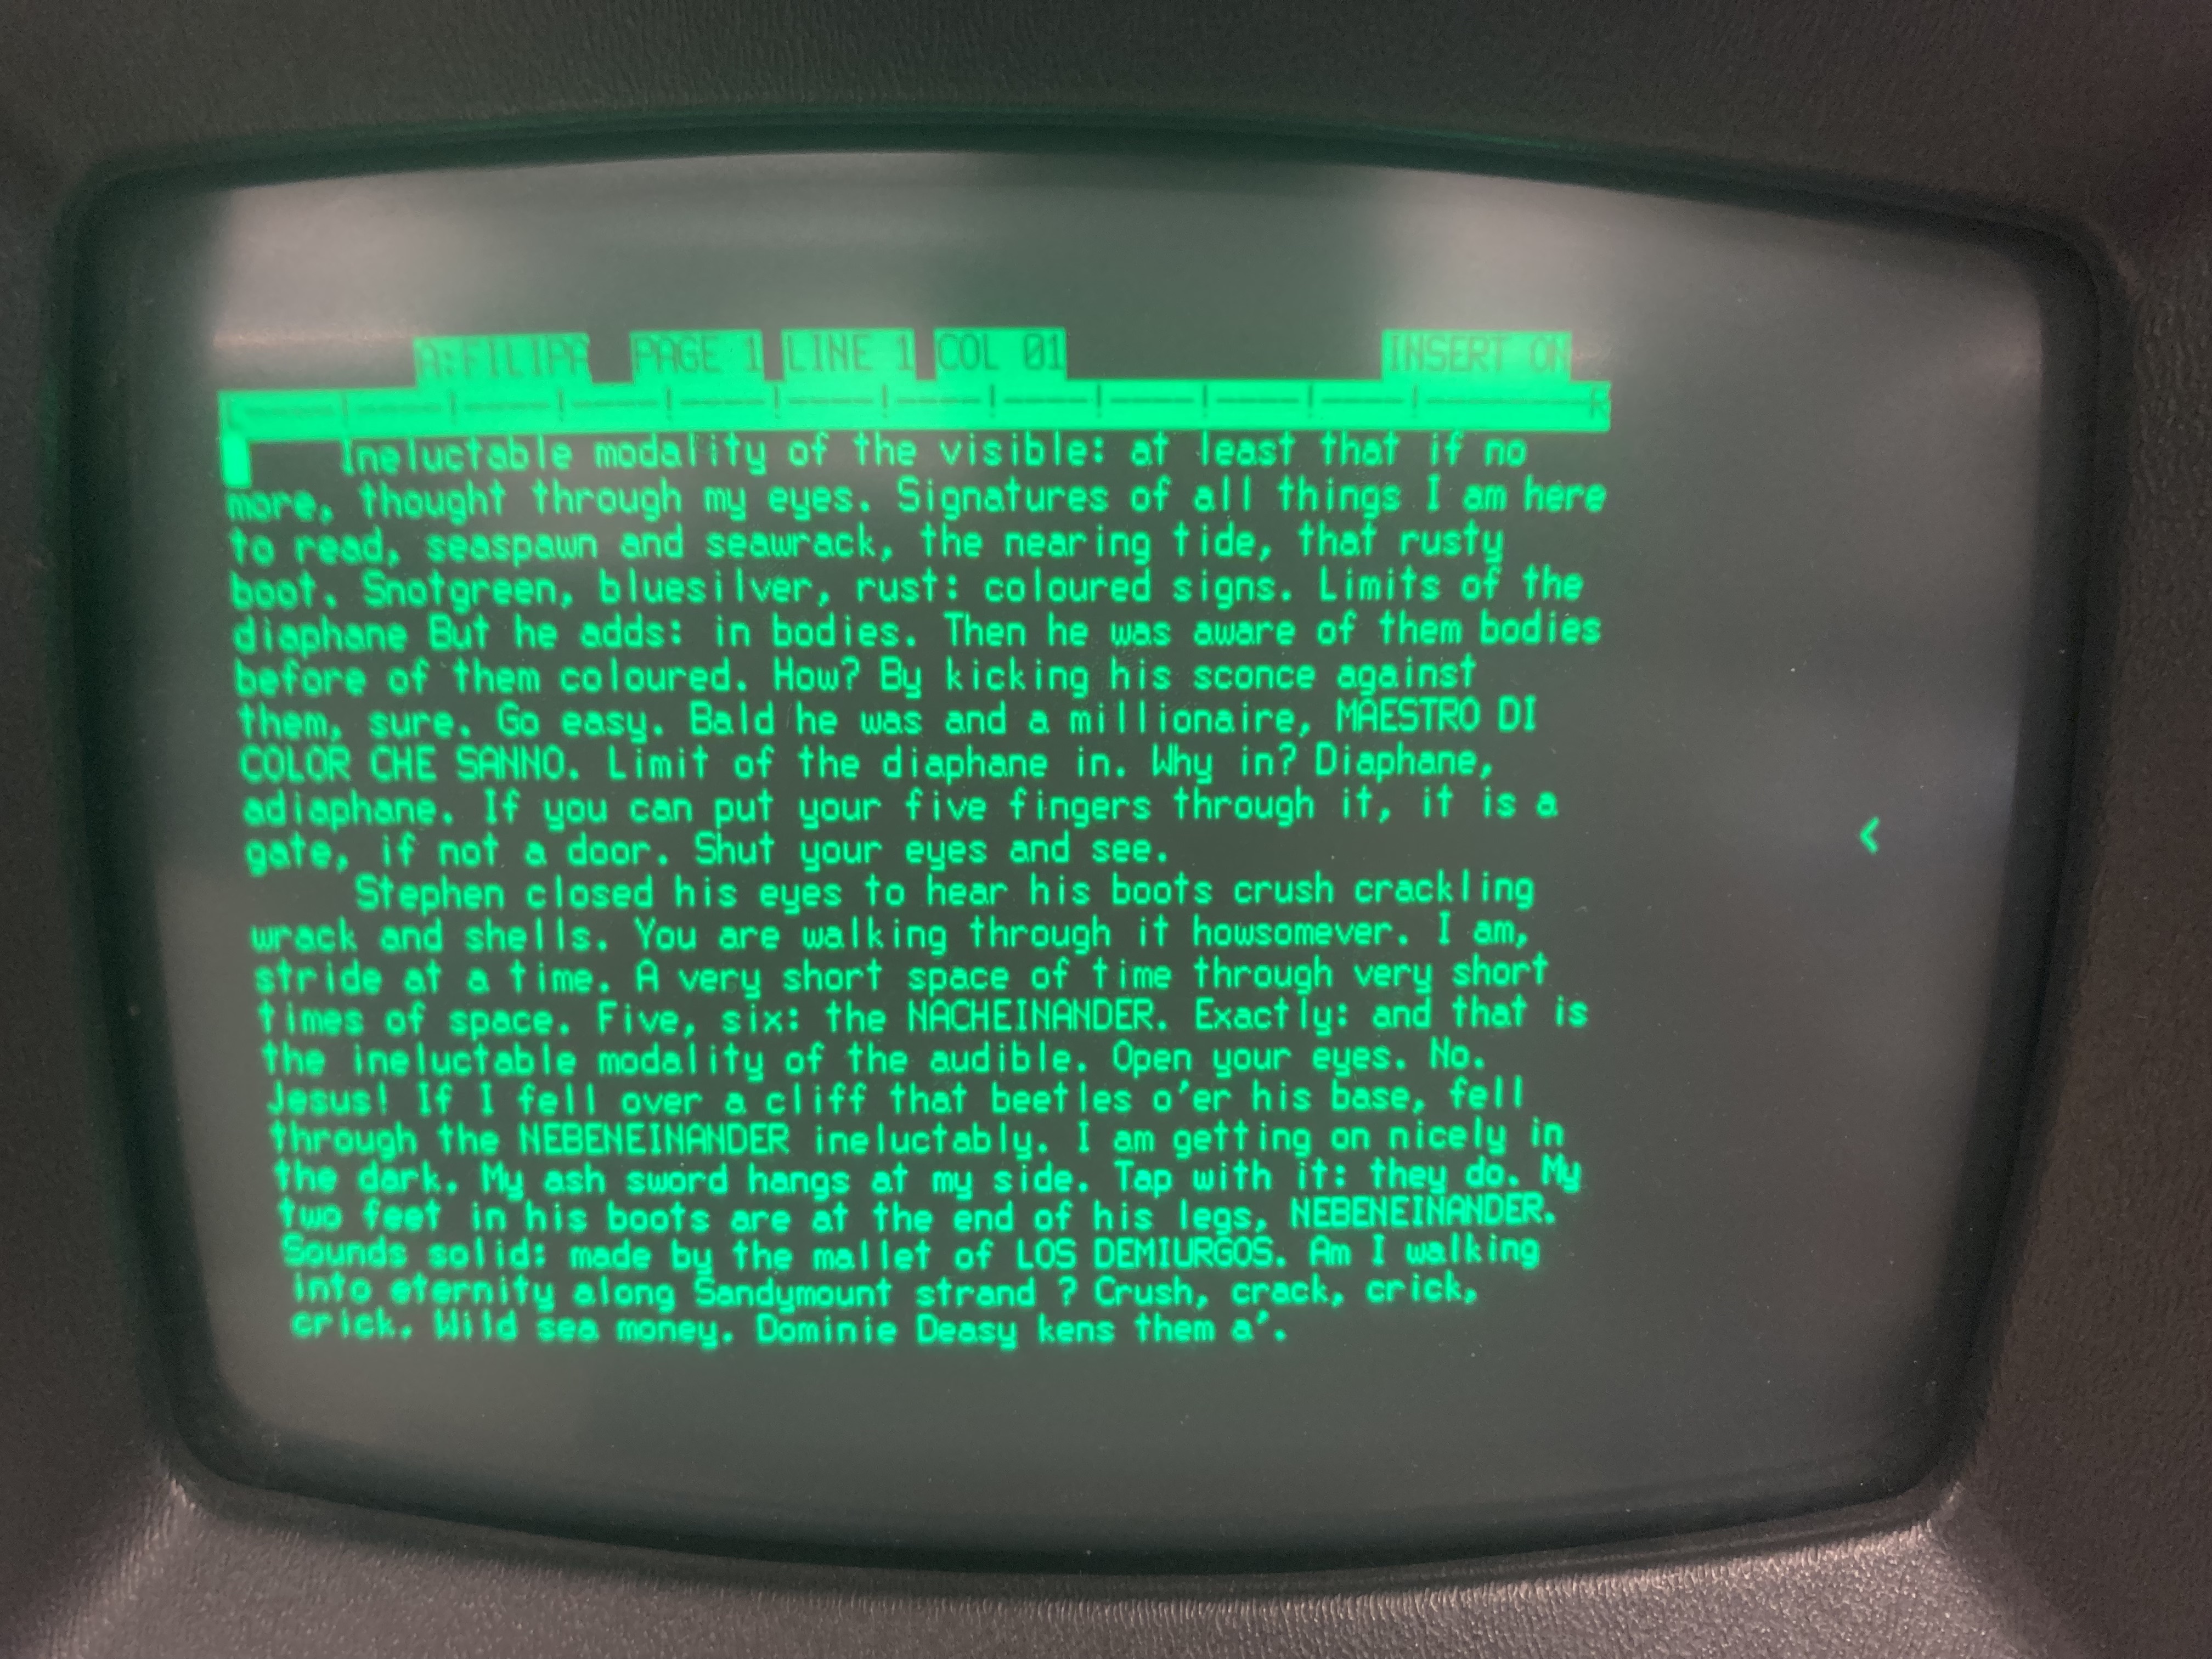 A:FILIPA PAGE 1 LINE 1 COL 01 INSERT ON
L----!----!----!----!----!----!----!----!----!----!----!--------R
Ineluctable modality of the visible: at least that if no
more, thought through my eyes. Signatures of all things I am here
to read, seaspawn and seawrack, the nearing tide, that rusty
boot. Snotgreen, bluesilver, rust: coloured signs. Limits of the
diaphane But he adds: in bodies. Then he was aware of them bodies
before of them coloured. How? By kicking his sconce against
them, sure. Go easy. Bald he was and a millionaire, MAESTRO DI
COLOR CHE SANNO. Limit of the diaphane in. Why in? Diaphane,
adiaphane. If you can put your five fingers through it, it is a
gate, if not a door. Shut your eyes and see. <
Stephen closed his eyes to hear his boots crush crackling
wrack and shells. You are walking through it howsomever. I am,
stride at a time. A very short space of time through very short
times of space. Five, six: the NACHEINANDER. Exactly: and that is
the ineluctable modality of the audible. Open your eyes. No.
Jesus! If I fell over a cliff that beetles o'er his base, fell
through the NEBENEINANDER ineluctably. I am getting on nicely in
the dark. My ash sword hangs at my side. Tap with it: they do. My
two feet in his boots are at the end of his legs, NEBENEINANDER.
Sounds solid: made by the mallet of LOS DEMIURGOS. Am I walking
into eternity along Sandymount strand ? Crush, crack, crick,
crick. Wild sea money. Dominie Deasy kens them a'.